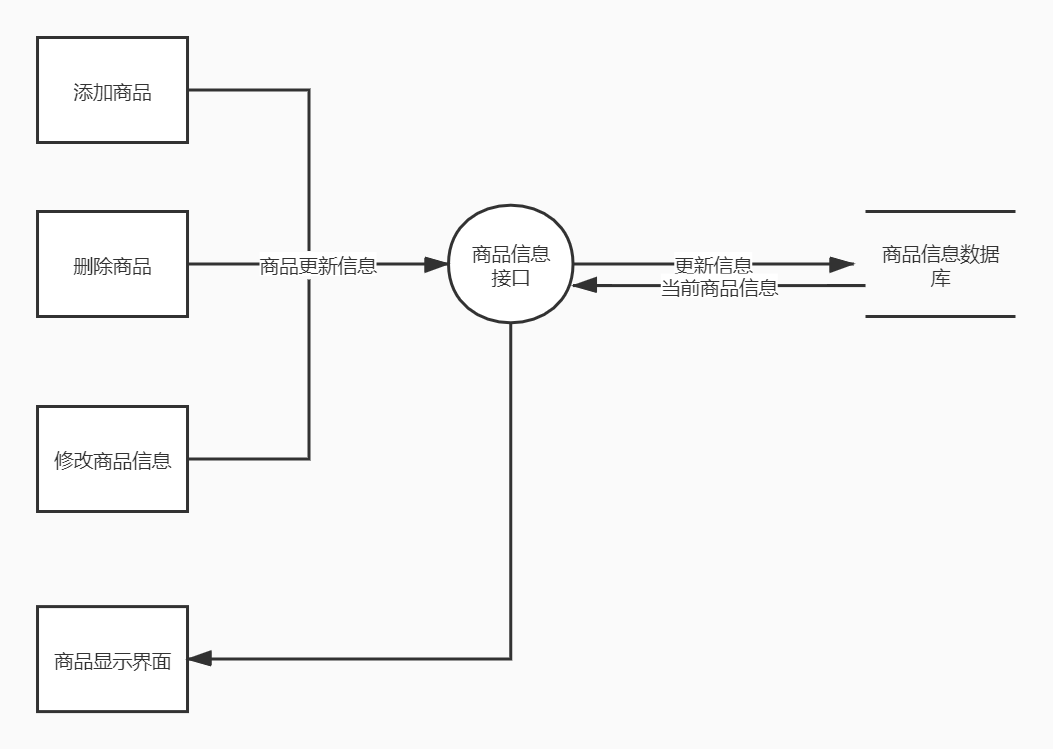 添加商品
删除商品
商品更新信息
商品信息
接口
更新信息
当前商品信息
商品信息数据
库
修改商品信息
商品显示界面